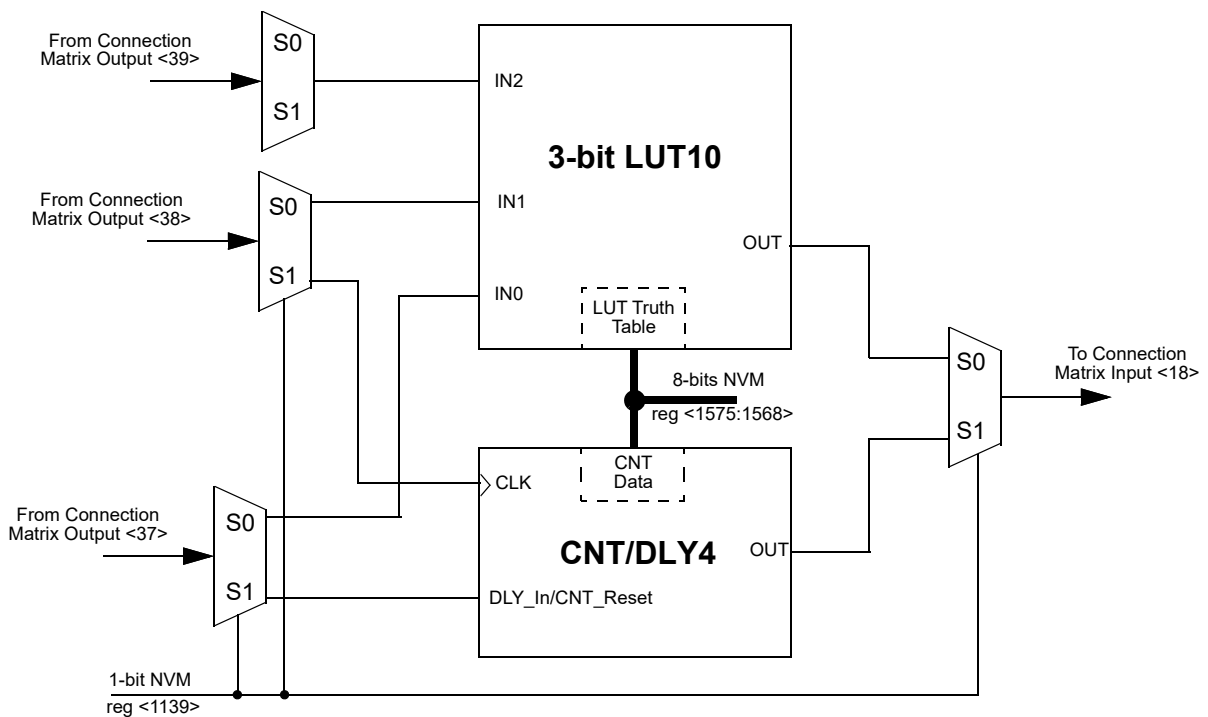 From Connection
Matrix Output <39>
S0
S1
IN2
3-bit LUT10
From Connection
Matrix Output <38>
S0
S1
IN1
OUT
IN0
LUT Truth
Table
8-bits NVM
reg <1575:1568>
S0
S1
To Connection
Matrix Input <18>
CNT
Data
CLK
From Connection
Matrix Output <37>
S0
S1
CNT/DLY4
OUT
DLY_In/CNT_Reset
1-bit NVM
reg <1139>